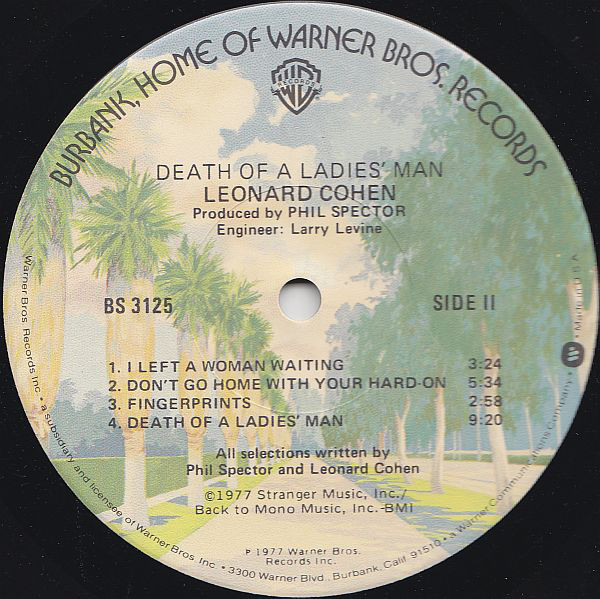 BURBANK, HOME OF WARNER BROS. RECORDS
WB
RECORDS
DEATH OF A LADIES' MAN
LEONARD COHEN
Produced by PHIL SPECTOR
Engineer: Larry Levine
BS 3125
SIDE II
1. I LEFT A WOMAN WAITING 3:24
2. DON'T GO HOME WITH YOUR HARD-ON 5:34
3. FINGERPRINTS 2:58
4. DEATH OF A LADIES' MAN 9:20
All selections written by
Phil Spector and Leonard Cohen
©1977 Stranger Music, Inc./
Back to Mono Music, Inc.-BMI
℗ 1977 Warner Bros.
Records Inc.
Warner Bros. Records Inc. • a subsidiary and licensee of Warner Bros. Inc. • 3300 Warner Blvd., Burbank, Calif. 91510 • a Warner Communications Company • Made in U.S.A.